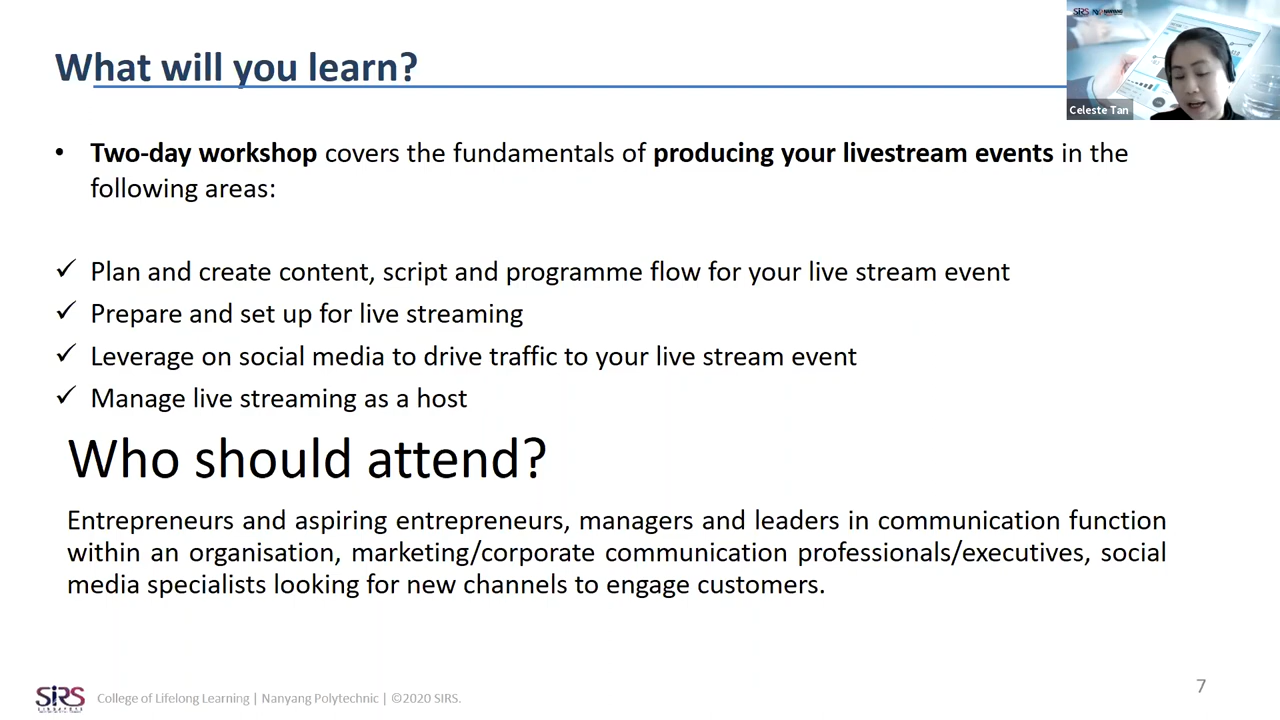 What will you learn?
SiRS
Celeste Tan
• Two-day workshop covers the fundamentals of producing your livestream events in the
following areas:
✓ Plan and create content, script and programme flow for your live stream event
✓ Prepare and set up for live streaming
✓ Leverage on social media to drive traffic to your live stream event
✓ Manage live streaming as a host
Who should attend?
Entrepreneurs and aspiring entrepreneurs, managers and leaders in communication function
within an organisation, marketing/corporate communication professionals/executives, social
media specialists looking for new channels to engage customers.
SiRS
College of Lifelong Learning | Nanyang Polytechnic | ©2020 SIRS.
7